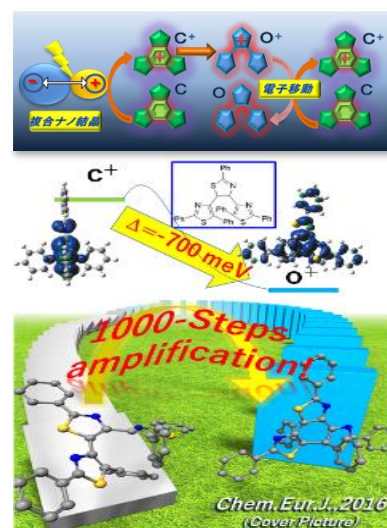 - +
複合ナノ結晶
C+
+
C
O+
+
O
電子移動
C+
+
C
C+
Ph
N
S
Ph
Ph
Ph
Ph
Δ=-700 meV
O+
1000-Steps
amplification!
Chem.Eur.J.,2016
(Cover Picture)